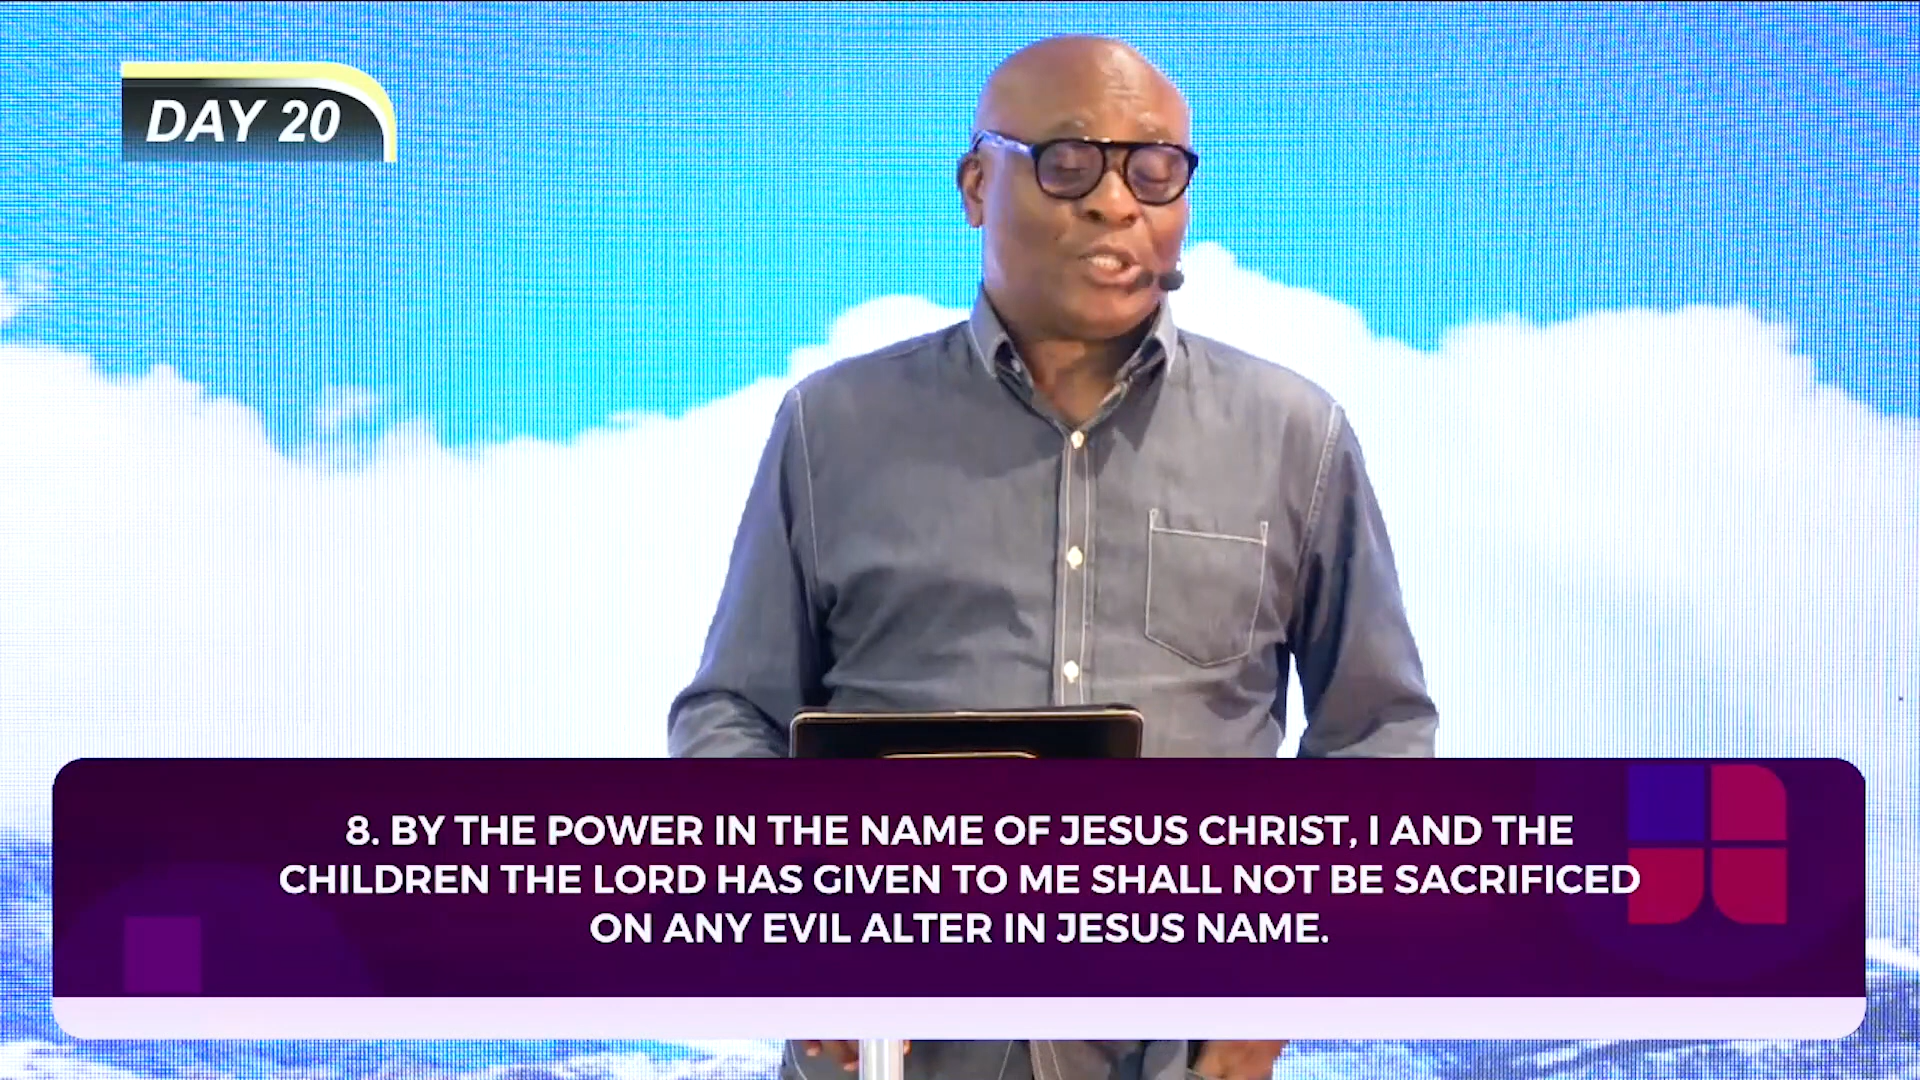 DAY 20
8. BY THE POWER IN THE NAME OF JESUS CHRIST, I AND THE
CHILDREN THE LORD HAS GIVEN TO ME SHALL NOT BE SACRIFICED
ON ANY EVIL ALTER IN JESUS NAME.